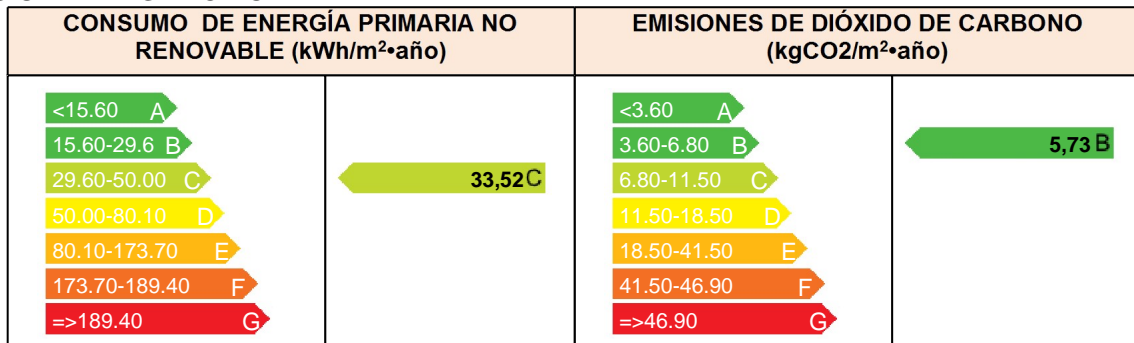 CONSUMO DE ENERGÍA PRIMARIA NO
RENOVABLE (kWh/m²•año)
<15.60 A
15.60-29.6 B
29.60-50.00 C
50.00-80.10 D
80.10-173.70 E
173.70-189.40 F
=>189.40 G
33,52 C
EMISIONES DE DIÓXIDO DE CARBONO
(kgCO2/m²•año)
<3.60 A
3.60-6.80 B
6.80-11.50 C
11.50-18.50 D
18.50-41.50 E
41.50-46.90 F
=>46.90 G
5,73 B